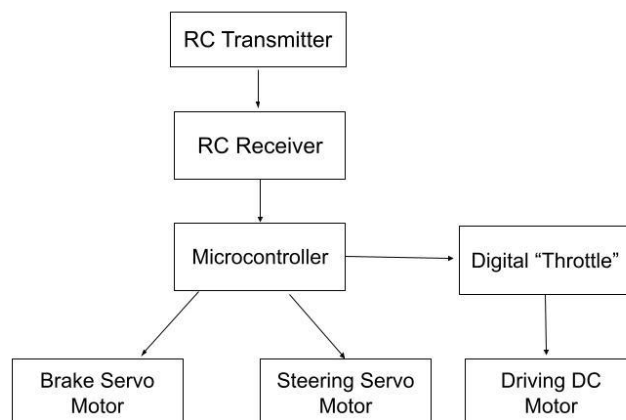 RC Transmitter
RC Receiver
Microcontroller
Digital “Throttle”
Brake Servo
Motor
Steering Servo
Motor
Driving DC
Motor